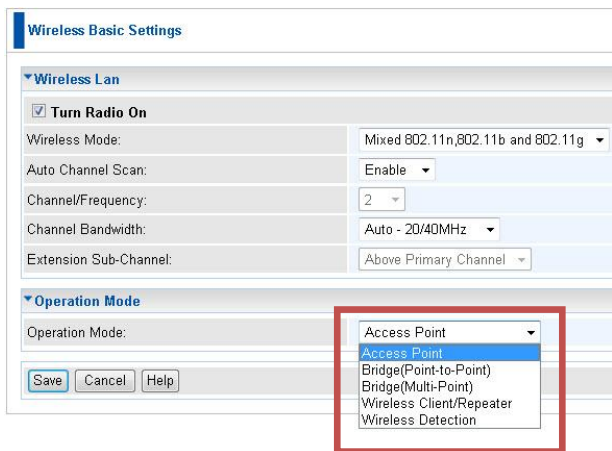 Wireless Basic Settings
Wireless Lan
Turn Radio On
Wireless Mode: Mixed 802.11n,802.11b and 802.11g
Auto Channel Scan: Enable
Channel/Frequency: 2
Channel Bandwidth: Auto - 20/40MHz
Extension Sub-Channel: Above Primary Channel
Operation Mode
Operation Mode: Access Point
Access Point
Bridge(Point-to-Point)
Bridge(Multi-Point)
Wireless Client/Repeater
Wireless Detection
Save Cancel Help